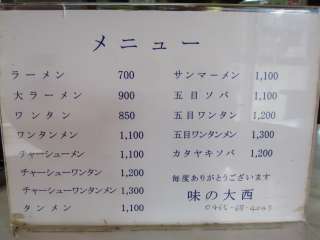 メニュー
ラーメン 700
大ラーメン 900
ワンタン 850
ワンタンメン 1,100
チャーシューメン 1,100
チャーシューワンタン 1,200
チャーシューワンタンメン 1,300
タンメン 1,100
サンマーメン 1,100
五目ソバ 1,100
五目ワンタン 1,200
五目ワンタンメン 1,300
カタヤキソバ 1,200
毎度ありがとうございます
味の大西